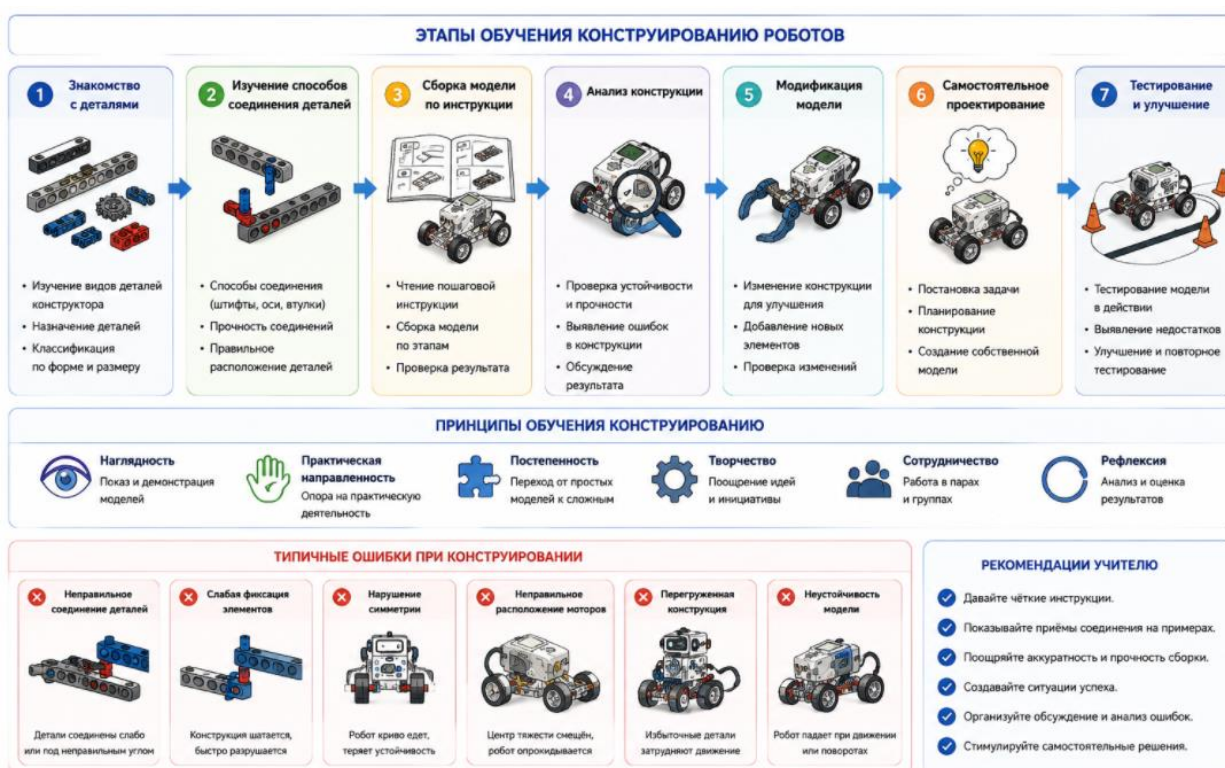 ЭТАПЫ ОБУЧЕНИЯ КОНСТРУИРОВАНИЮ РОБОТОВ
1 Знакомство
с деталями
• Изучение видов деталей
конструктора
• Назначение деталей
• Классификация
по форме и размеру
2 Изучение способов
соединения деталей
• Способы соединения
(штифты, оси, втулки)
• Прочность соединений
• Правильное
расположение деталей
3 Сборка модели
по инструкции
• Чтение пошаговой
инструкции
• Сборка модели
по этапам
• Проверка результата
4 Анализ конструкции
• Проверка устойчивости
и прочности
• Выявление ошибок
в конструкции
• Обсуждение
результата
5 Модификация
модели
• Изменение конструкции
для улучшения
• Добавление новых
элементов
• Проверка изменений
6 Самостоятельное
проектирование
• Постановка задачи
• Планирование
конструкции
• Создание собственной
модели
7 Тестирование
и улучшение
• Тестирование модели
в действии
• Выявление недостатков
• Улучшение и повторное
тестирование
ПРИНЦИПЫ ОБУЧЕНИЯ КОНСТРУИРОВАНИЮ
Наглядность
Показ и демонстрация
моделей
Практическая
направленность
Опора на практическую
деятельность
Постепенность
Переход от простых
моделей к сложным
Творчество
Поощрение идей
и инициативы
Сотрудничество
Работа в парах
и группах
Рефлексия
Анализ и оценка
результатов
ТИПИЧНЫЕ ОШИБКИ ПРИ КОНСТРУИРОВАНИИ
Неправильное
соединение деталей
Детали соединены слабо
или под неправильным углом
Слабая фиксация
элементов
Конструкция шатается,
быстро разрушается
Нарушение
симметрии
Робот криво едет,
теряет устойчивость
Неправильное
расположение моторов
Центр тяжести смещён,
робот опрокидывается
Перегруженная
конструкция
Избыточные детали
затрудняют движение
Неустойчивость
модели
Робот падает при движении
или поворотах
РЕКОМЕНДАЦИИ УЧИТЕЛЮ
Давайте чёткие инструкции.
Показывайте приёмы соединения на примерах.
Поощряйте аккуратность и прочность сборки.
Создавайте ситуации успеха.
Организуйте обсуждение и анализ ошибок.
Стимулируйте самостоятельные решения.